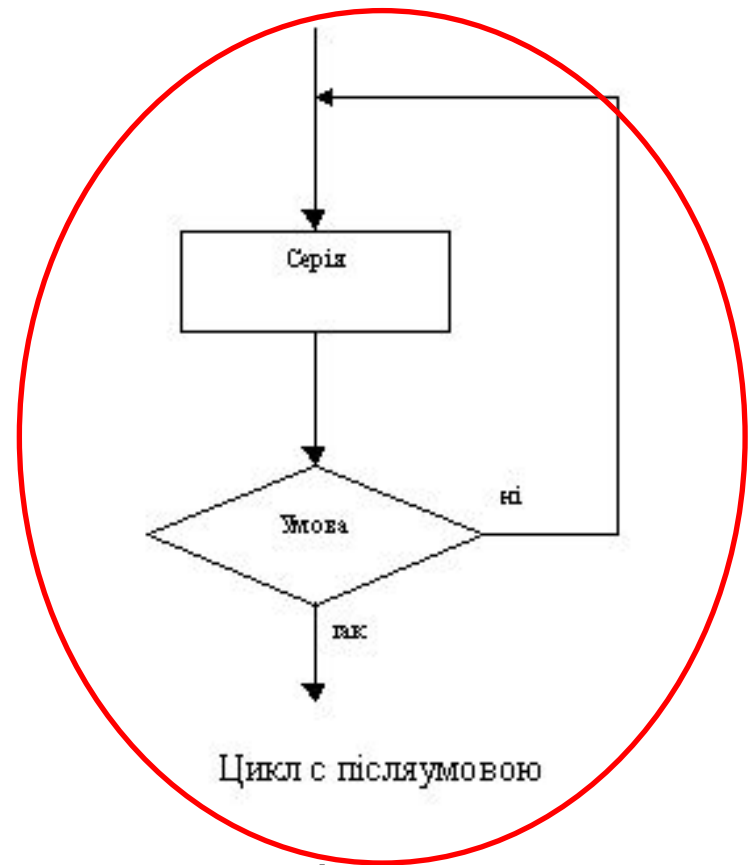 Серія
Умова
ні
так
Цикл с післяумовою